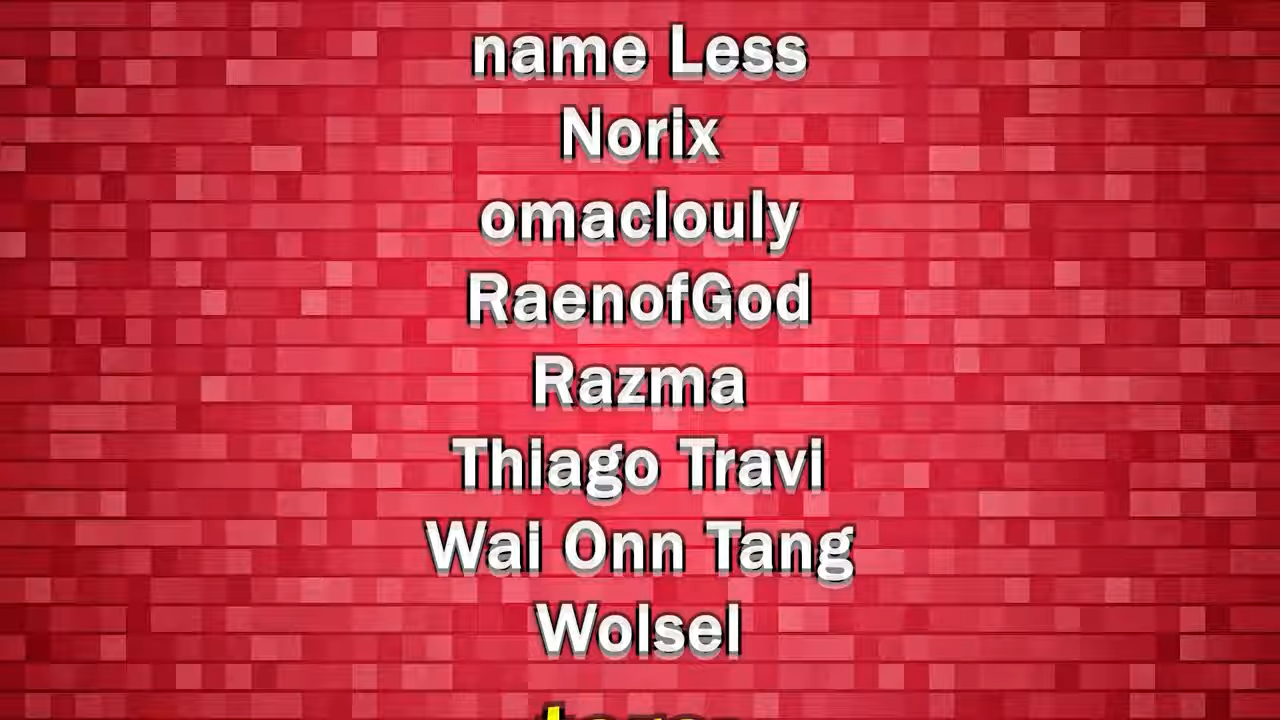 name Less
Norix
omaclouly
RaenofGod
Razma
Thiago Travi
Wai Onn Tang
Wolsel